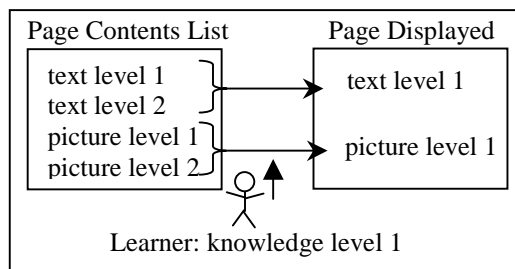 Page Contents List
Page Displayed
text level 1
text level 2
picture level 1
picture level 2
text level 1
picture level 1
Learner: knowledge level 1